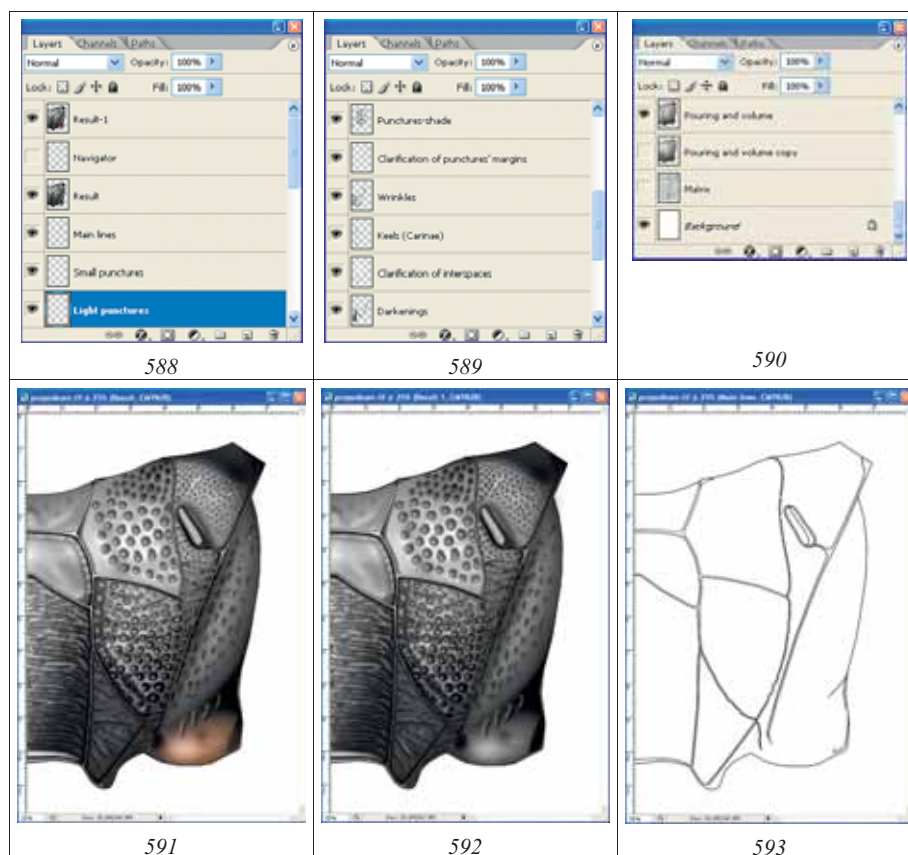 Layers Channels Paths
Normal Opacity: 100%
Lock: Fill: 100%
Result-1
Navigator
Result
Main lines
Small punctures
Light punctures
588
Layers Channels Paths
Normal Opacity: 100%
Lock: Fill: 100%
Punctures-shade
Clarification of punctures' margins
Wrinkles
Keels (Carinae)
Clarification of interspaces
Darkenings
589
Layers Channels Paths
Normal Opacity: 100%
Lock: Fill: 100%
Pouring and volume
Pouring and volume copy
Matrix
Background
590
591
592
593